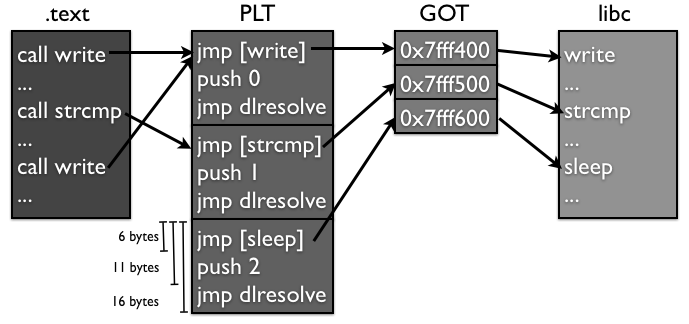 .text
PLT
GOT
libc
call write
...
call strcmp
...
call write
...
jmp [write]
push 0
jmp dlresolve
jmp [strcmp]
push 1
jmp dlresolve
jmp [sleep]
push 2
jmp dlresolve
6 bytes
11 bytes
16 bytes
0x7fff400
0x7fff500
0x7fff600
write
...
strcmp
...
sleep
...